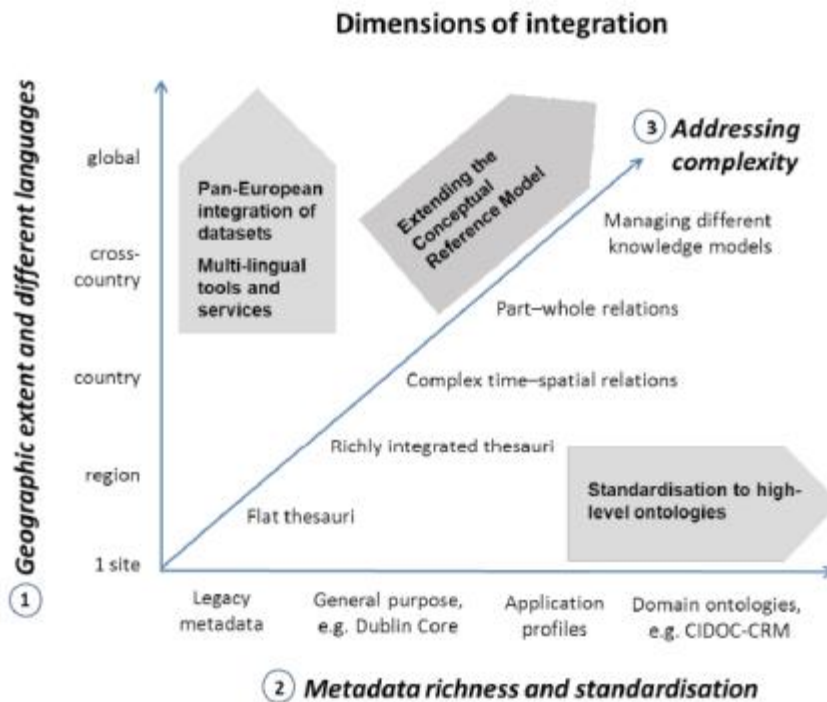 Dimensions of integration
Geographic extent and different languages
1
global
cross-
country
country
region
1 site
Pan-European
integration of
datasets
Multi-lingual
tools and
services
Extending the
Conceptual
Reference Model
3 Addressing
complexity
Managing different
knowledge models
Part–whole relations
Complex time–spatial relations
Richly integrated thesauri
Flat thesauri
Standardisation to high-
level ontologies
Legacy
metadata
General purpose,
e.g. Dublin Core
Application
profiles
Domain ontologies,
e.g. CIDOC-CRM
2 Metadata richness and standardisation